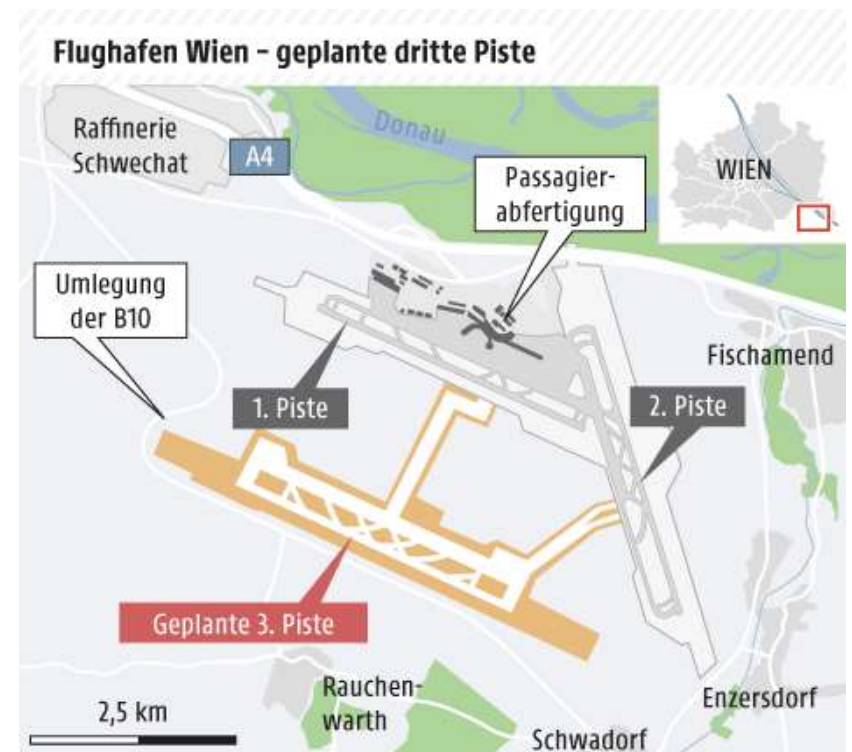 Flughafen Wien – geplante dritte Piste
Raffinerie
Schwechat
A4
Donau
WIEN
Passagier-
abfertigung
Umlegung
der B10
Fischamend
1. Piste
2. Piste
Geplante 3. Piste
Rauchen-
warth
Enzersdorf
2,5 km
Schwadorf